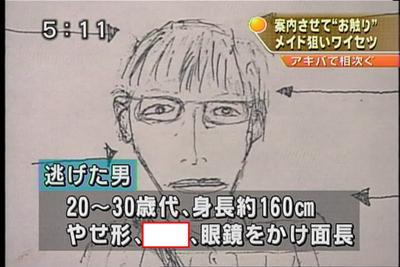 5:11
案内させて“お触り”
メイド狙いワイセツ
アキバで相次ぐ
逃げた男
20～30歳代、身長約160cm
やせ形、、眼鏡をかけ面長